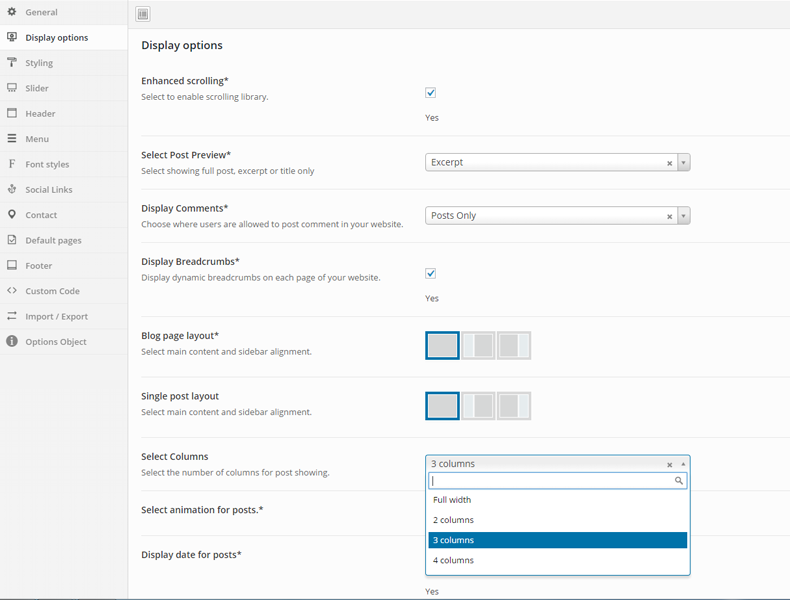 General
Display options
Styling
Slider
Header
Menu
Font styles
Social Links
Contact
Default pages
Footer
Custom Code
Import / Export
Options Object
Display options
Enhanced scrolling*
Select to enable scrolling library.
Yes
Select Post Preview*
Select showing full post, excerpt or title only
Excerpt
Display Comments*
Choose where users are allowed to post comment in your website.
Posts Only
Display Breadcrumbs*
Display dynamic breadcrumbs on each page of your website.
Yes
Blog page layout*
Select main content and sidebar alignment.
Single post layout
Select main content and sidebar alignment.
Select Columns
Select the number of columns for post showing.
3 columns
Full width
2 columns
3 columns
4 columns
Select animation for posts.*
Display date for posts*
Yes